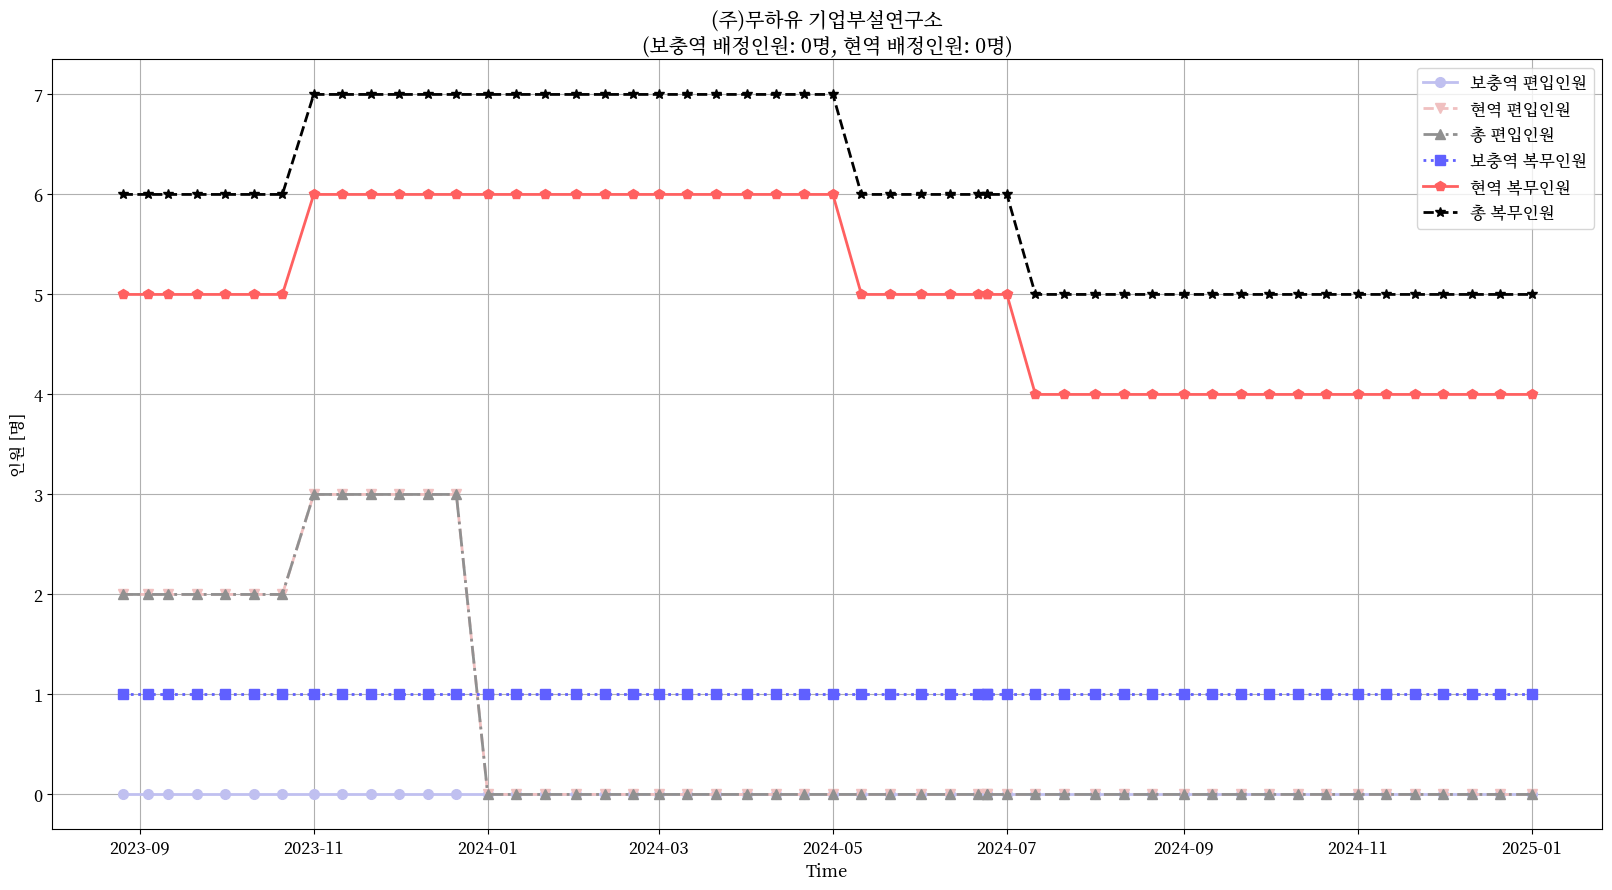 (주)무하유 기업부설연구소
(보충역 배정인원: 0명, 현역 배정인원: 0명)
보충역 편입인원
현역 편입인원
총 편입인원
보충역 복무인원
현역 복무인원
총 복무인원
인원 [명]
7
6
5
4
3
2
1
0
2023-09 2023-11 2024-01 2024-03 2024-05 2024-07 2024-09 2024-11 2025-01
Time